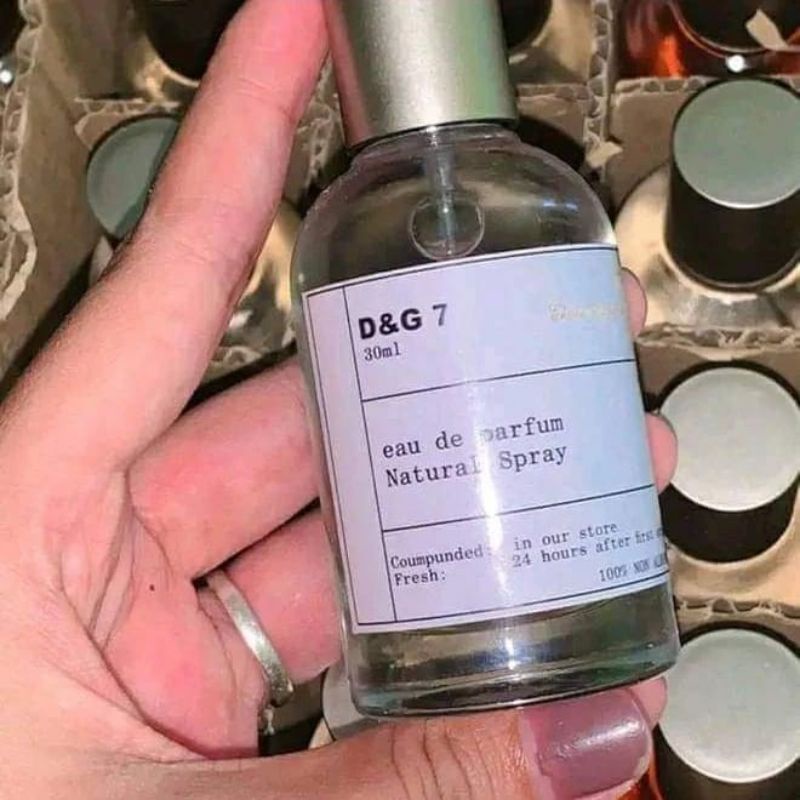 D&G 7
30ml
eau de parfum
Natural Spray
Coumpunded: in our store
Fresh: 24 hours after first
100% NON